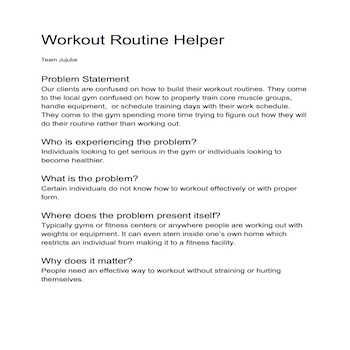 Workout Routine Helper
Team Jujube
Problem Statement
Our clients are confused on how to build their workout routines. They come
to the local gym confused on how to properly train core muscle groups,
handle equipment,  or schedule training days with their work schedule.
They come to the gym spending more time trying to figure out how they will
do their routine rather than working out.
Who is experiencing the problem?
Individuals looking to get serious in the gym or individuals looking to
become healthier.
What is the problem?
Certain individuals do not know how to workout effectively or with proper
form.
Where does the problem present itself?
Typically gyms or fitness centers or anywhere people are working out with
weights or equipment. It can even stem inside one's own home which
restricts an individual from making it to a fitness facility.
Why does it matter?
People need an effective way to workout without straining or hurting
themselves.